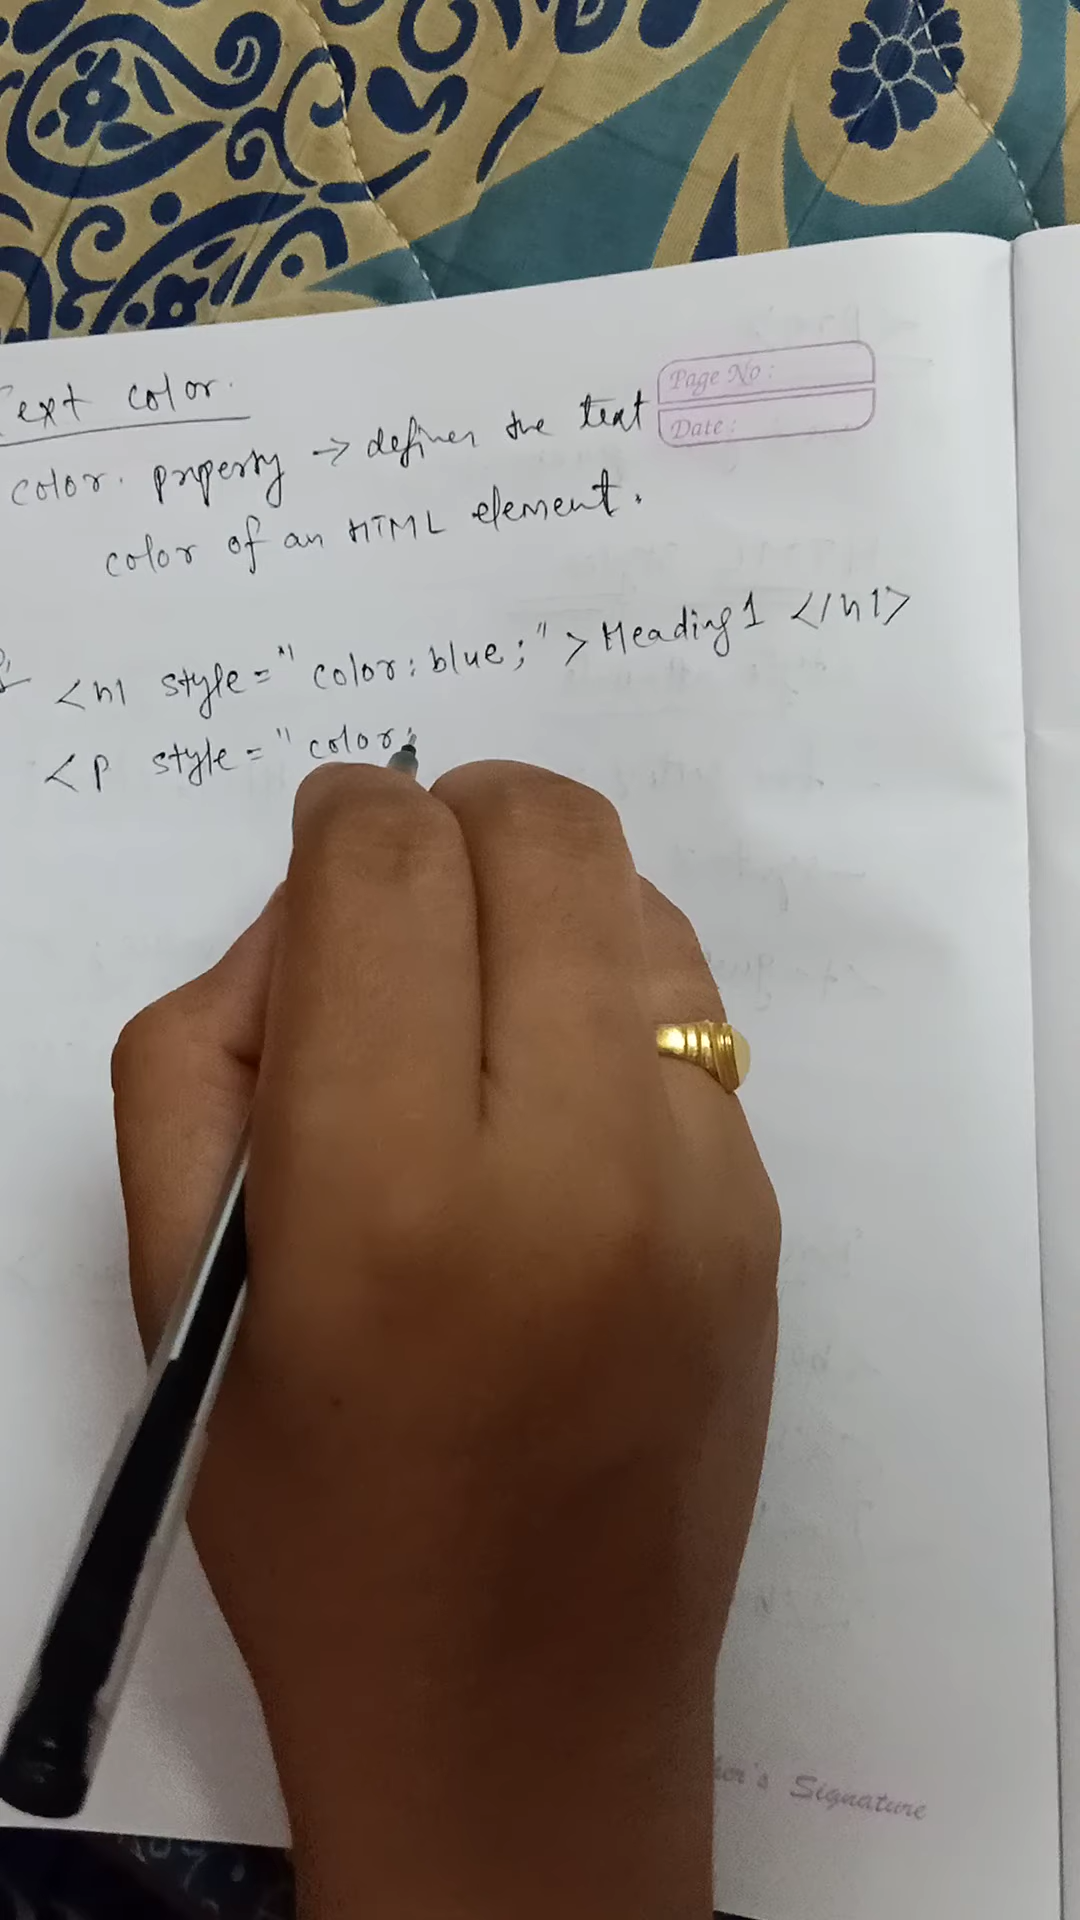 Text color.
Page No :
color. property → defines the text
Date :
color of an HTML element.
<h1 style=" color: blue;" > Heading 1 </h1>
<p style=" color:
Signature